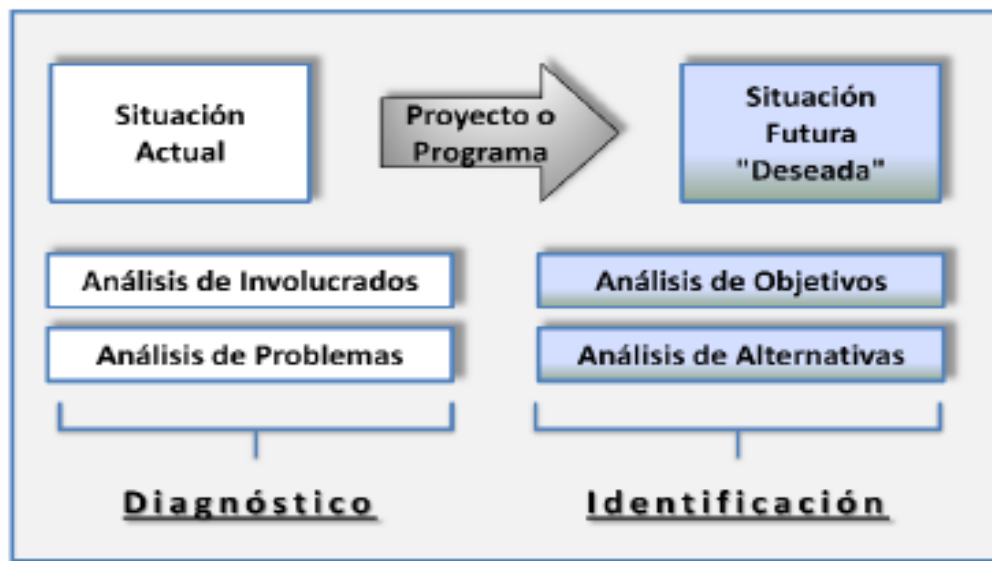 Situación
Actual
Proyecto o
Programa
Situación
Futura
"Deseada"
Análisis de Involucrados
Análisis de Objetivos
Análisis de Problemas
Análisis de Alternativas
Diagnóstico
Identificación